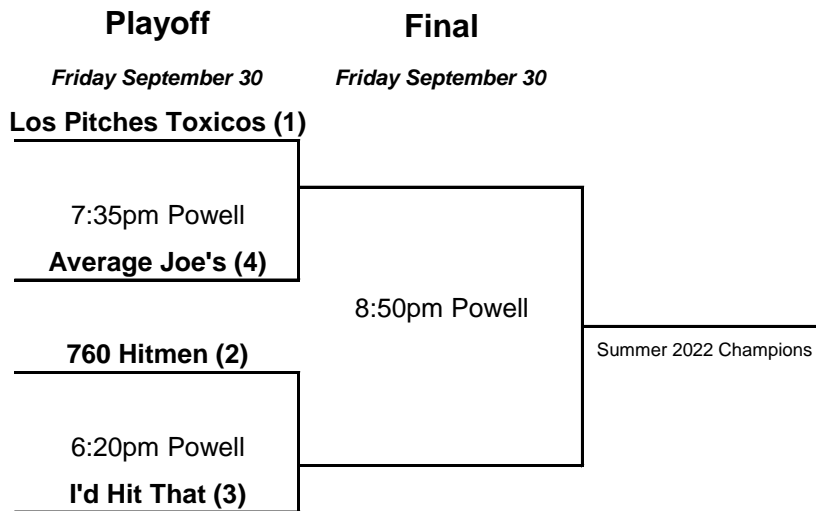 Playoff
Final
Friday September 30
Friday September 30
Los Pitches Toxicos (1)
7:35pm Powell
Average Joe's (4)
8:50pm Powell
760 Hitmen (2)
Summer 2022 Champions
6:20pm Powell
I'd Hit That (3)